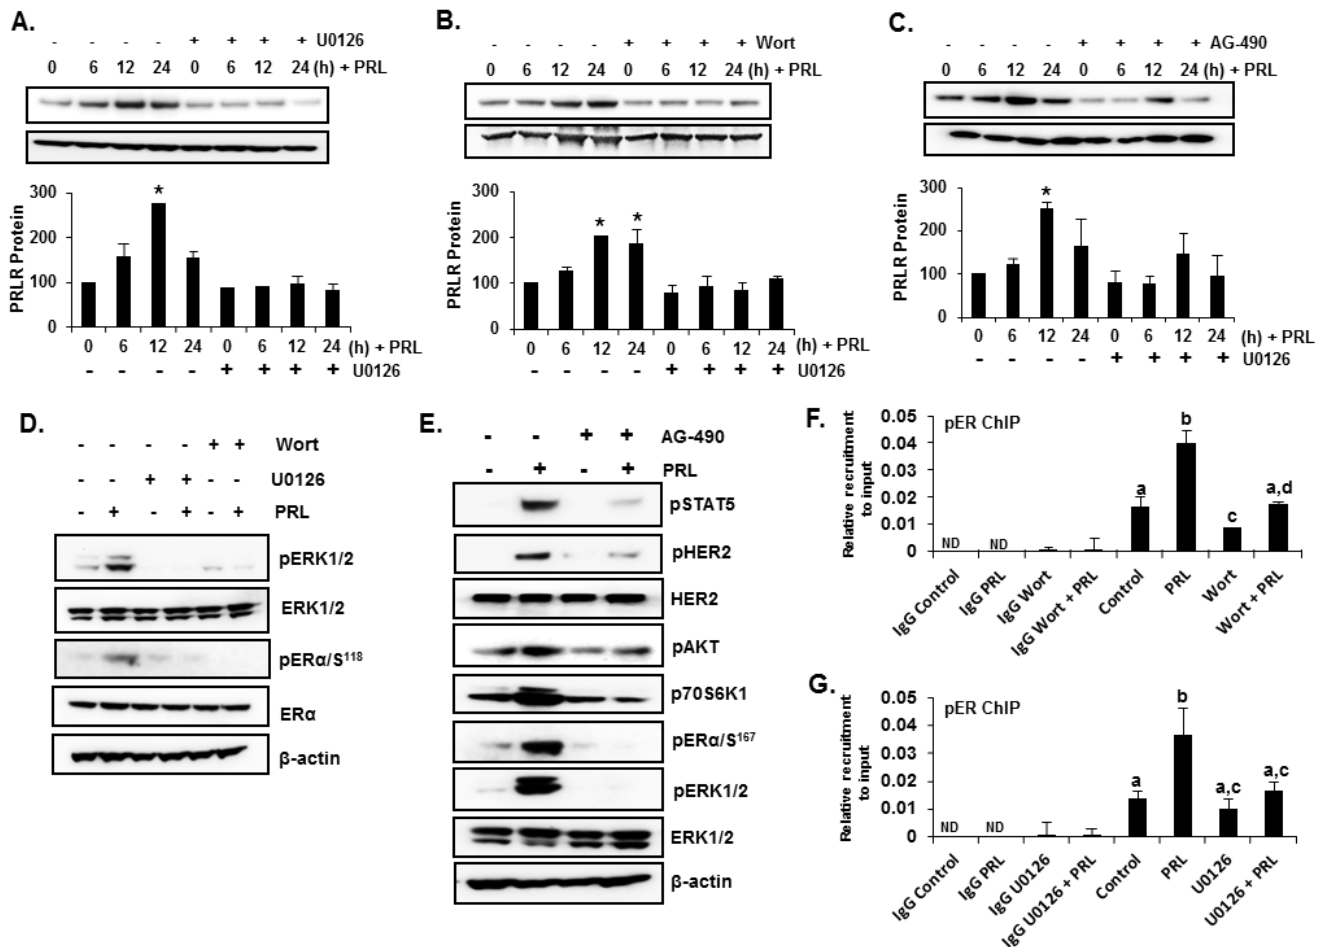 A.
- - - - + + + + U0126
0 6 12 24 0 6 12 24 (h) + PRL
PRLR Protein
300
200
100
0
0 6 12 24 0 6 12 24 (h) + PRL
- - - - + + + + U0126
*
B.
- - - - + + + + Wort
0 6 12 24 0 6 12 24 (h) + PRL
PRLR Protein
300
200
100
0
* *
0 6 12 24 0 6 12 24 (h) + PRL
- - - - + + + + U0126
C.
- - - - + + + + AG-490
0 6 12 24 0 6 12 24 (h) + PRL
PRLR Protein
300
200
100
0
*
0 6 12 24 0 6 12 24 (h) + PRL
- - - - + + + + U0126
D.
- - - - + + Wort
- - + + - - U0126
- + - + - + PRL
pERK1/2
ERK1/2
pERα/S118
ERα
β-actin
E.
- - + + AG-490
- + - + PRL
pSTAT5
pHER2
HER2
pAKT
p70S6K1
pERα/S167
pERK1/2
ERK1/2
β-actin
F.
pER ChIP
Relative recruitment
to input
0.05
0.04
0.03
0.02
0.01
0
ND ND a b c a,d
IgG Control
IgG PRL
IgG Wort
IgG Wort + PRL
Control
PRL
Wort
Wort + PRL
G.
pER ChIP
Relative recruitment
to input
0.05
0.04
0.03
0.02
0.01
0
ND ND a b a,c a,c
IgG Control
IgG PRL
IgG U0126
IgG U0126 + PRL
Control
PRL
U0126
U0126 + PRL